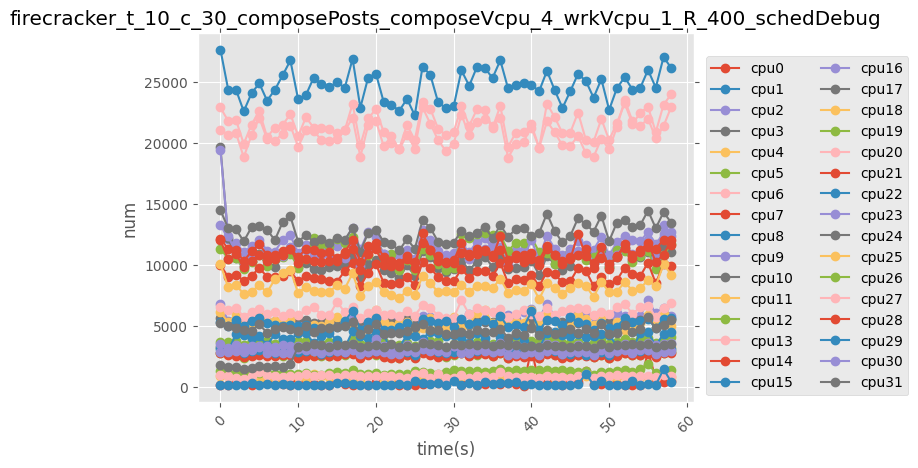 firecracker_t_10_c_30_composePosts_composeVcpu_4_wrkVcpu_1_R_400_schedDebug
num
25000
20000
15000
10000
5000
0
0
10
20
30
40
50
60
time(s)
cpu0
cpu1
cpu2
cpu3
cpu4
cpu5
cpu6
cpu7
cpu8
cpu9
cpu10
cpu11
cpu12
cpu13
cpu14
cpu15
cpu16
cpu17
cpu18
cpu19
cpu20
cpu21
cpu22
cpu23
cpu24
cpu25
cpu26
cpu27
cpu28
cpu29
cpu30
cpu31